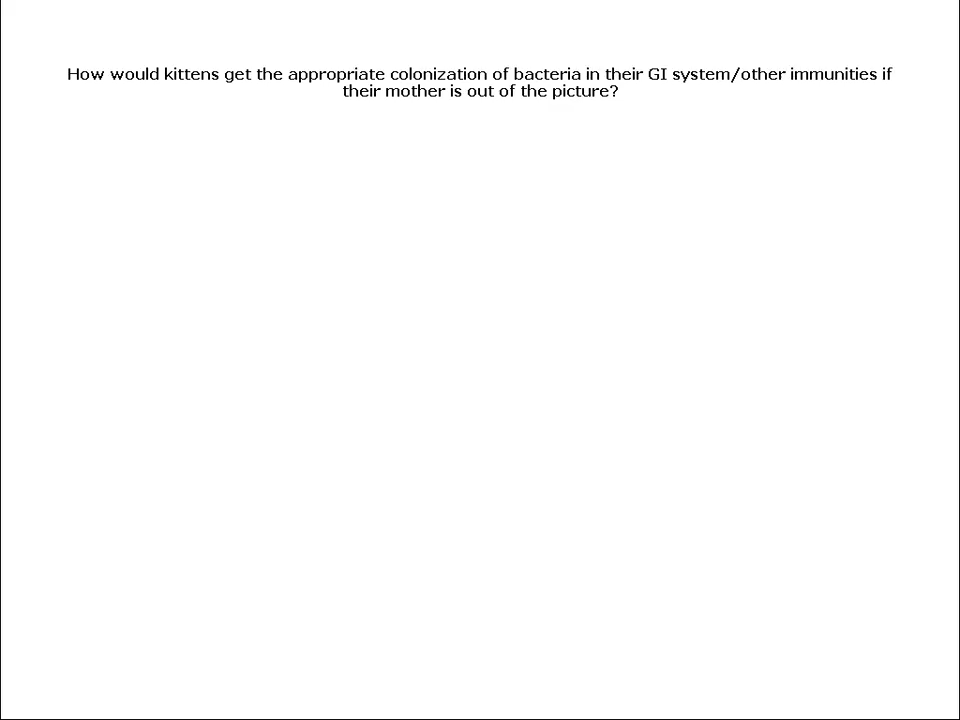 How would kittens get the appropriate colonization of bacteria in their GI system/other immunities if
their mother is out of the picture?